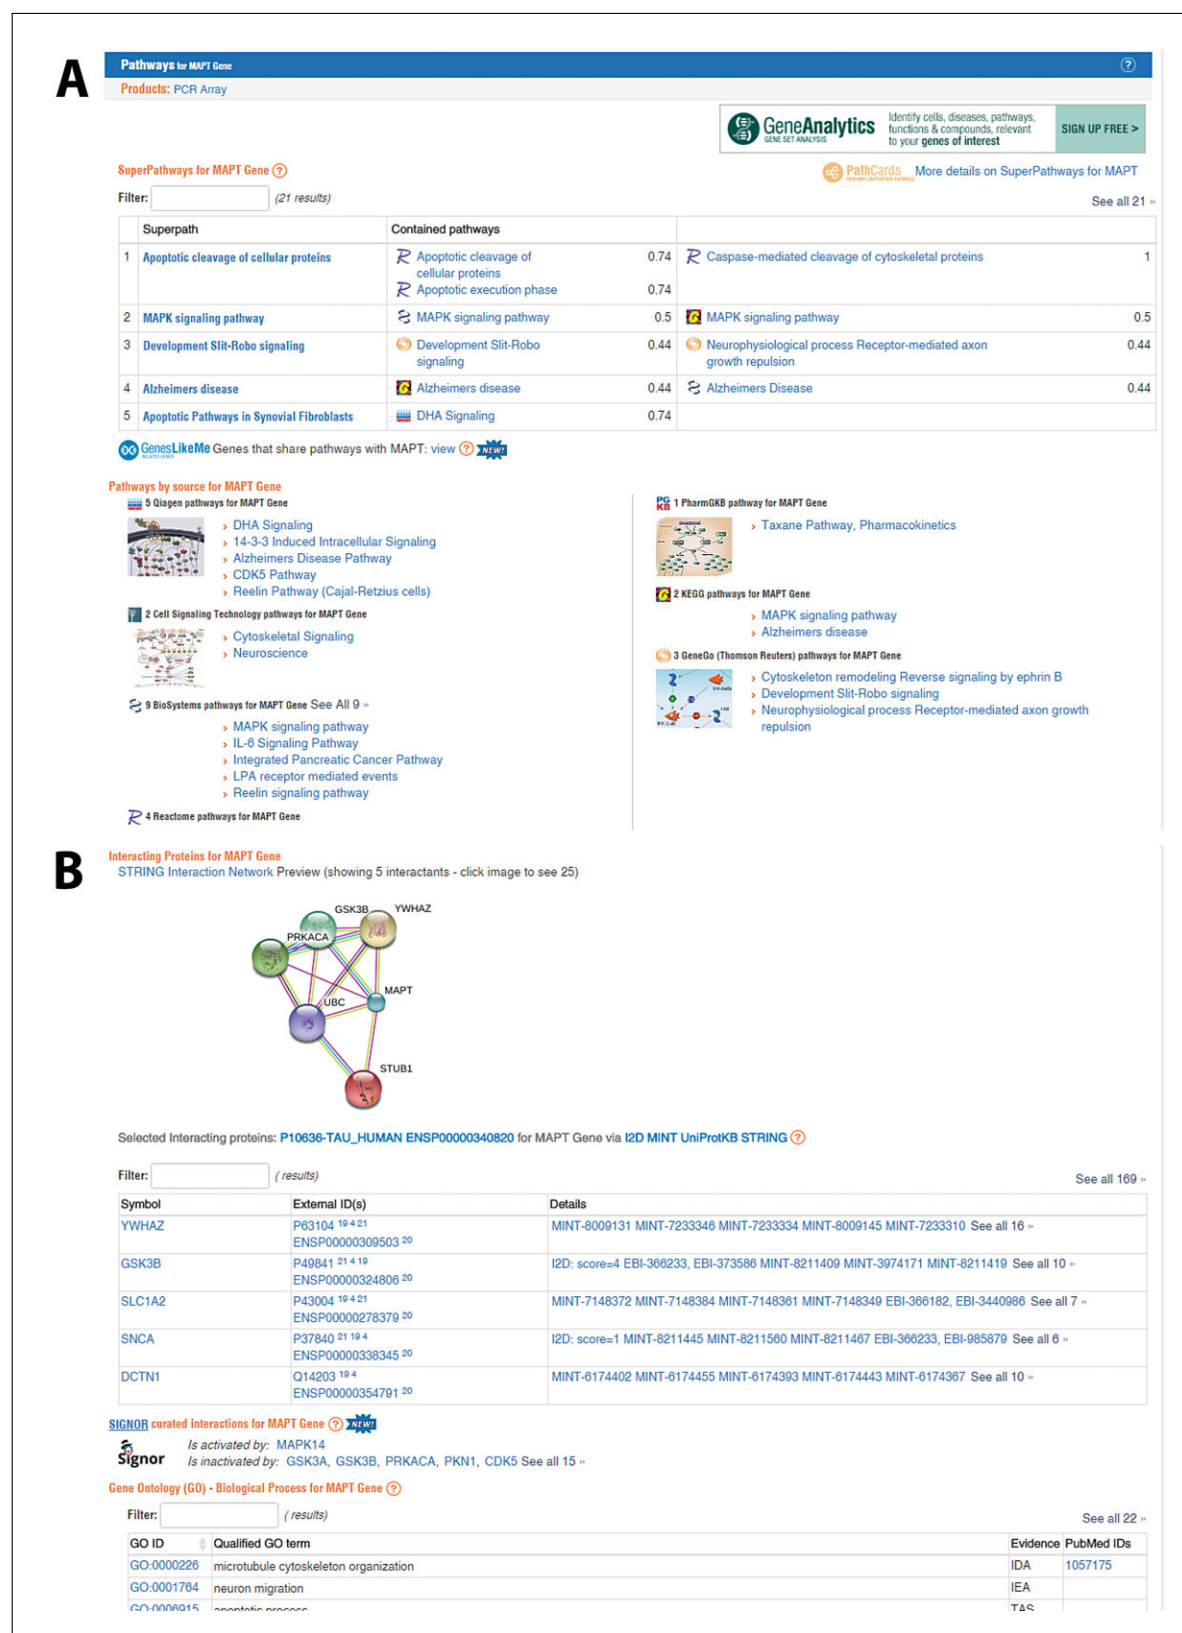 A
Pathways for MAPT Gene ?
Products: PCR Array
GeneAnalytics
GENE SET ANALYSIS
Identify cells, diseases, pathways,
functions & compounds, relevant
to your genes of interest
SIGN UP FREE >
SuperPathways for MAPT Gene ?
PathCards More details on SuperPathways for MAPT
Filter: (21 results) See all 21 »
Superpath Contained pathways
1 Apoptotic cleavage of cellular proteins Apoptotic cleavage of 0.74 Caspase-mediated cleavage of cytoskeletal proteins 1
cellular proteins
Apoptotic execution phase 0.74
2 MAPK signaling pathway MAPK signaling pathway 0.5 MAPK signaling pathway 0.5
3 Development Slit-Robo signaling Development Slit-Robo 0.44 Neurophysiological process Receptor-mediated axon 0.44
signaling growth repulsion
4 Alzheimers disease Alzheimers disease 0.44 Alzheimers Disease 0.44
5 Apoptotic Pathways in Synovial Fibroblasts DHA Signaling 0.74
GenesLikeMe Genes that share pathways with MAPT: view ? NEW!
RELATED GENES
Pathways by source for MAPT Gene
5 Qiagen pathways for MAPT Gene
› DHA Signaling
› 14-3-3 Induced Intracellular Signaling
› Alzheimers Disease Pathway
› CDK5 Pathway
› Reelin Pathway (Cajal-Retzius cells)
2 Cell Signaling Technology pathways for MAPT Gene
› Cytoskeletal Signaling
› Neuroscience
9 BioSystems pathways for MAPT Gene See All 9 »
› MAPK signaling pathway
› IL-6 Signaling Pathway
› Integrated Pancreatic Cancer Pathway
› LPA receptor mediated events
› Reelin signaling pathway
4 Reactome pathways for MAPT Gene
PG
KB 1 PharmGKB pathway for MAPT Gene
› Taxane Pathway, Pharmacokinetics
2 KEGG pathways for MAPT Gene
› MAPK signaling pathway
› Alzheimers disease
3 GeneGo (Thomson Reuters) pathways for MAPT Gene
› Cytoskeleton remodeling Reverse signaling by ephrin B
› Development Slit-Robo signaling
› Neurophysiological process Receptor-mediated axon growth
repulsion
B
Interacting Proteins for MAPT Gene
STRING Interaction Network Preview (showing 5 interactants - click image to see 25)
GSK3B YWHAZ
PRKACA
MAPT
UBC
STUB1
Selected Interacting proteins: P10636-TAU_HUMAN ENSP00000340820 for MAPT Gene via I2D MINT UniProtKB STRING ?
Filter: ( results) See all 169 »
Symbol External ID(s) Details
YWHAZ P63104 19 4 21 MINT-8009131 MINT-7233346 MINT-7233334 MINT-8009145 MINT-7233310 See all 16 »
ENSP00000309503 20
GSK3B P49841 21 4 19 I2D: score=4 EBI-366233, EBI-373586 MINT-8211409 MINT-3974171 MINT-8211419 See all 10 »
ENSP00000324806 20
SLC1A2 P43004 19 4 21 MINT-7148372 MINT-7148384 MINT-7148361 MINT-7148349 EBI-366182, EBI-3440986 See all 7 »
ENSP00000278379 20
SNCA P37840 21 19 4 I2D: score=1 MINT-8211445 MINT-8211560 MINT-8211467 EBI-366233, EBI-985879 See all 6 »
ENSP00000338345 20
DCTN1 Q14203 19 4 MINT-6174402 MINT-6174455 MINT-6174393 MINT-6174443 MINT-6174367 See all 10 »
ENSP00000354791 20
SIGNOR curated interactions for MAPT Gene ? NEW!
Signor
Is activated by: MAPK14
Is inactivated by: GSK3A, GSK3B, PRKACA, PKN1, CDK5 See all 15 »
Gene Ontology (GO) - Biological Process for MAPT Gene ?
Filter: ( results) See all 22 »
GO ID Qualified GO term Evidence PubMed IDs
GO:0000226 microtubule cytoskeleton organization IDA 1057175
GO:0001764 neuron migration IEA
GO:0006915 apoptotic process TAS